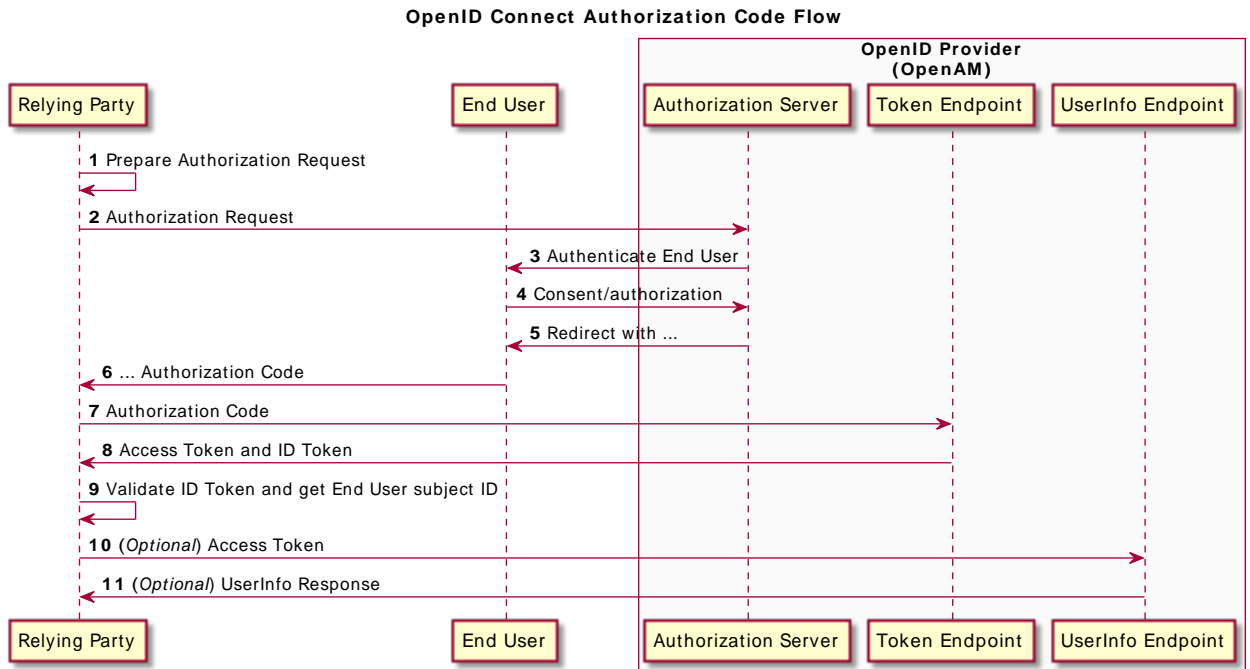 OpenID Connect Authorization Code Flow
OpenID Provider
(OpenAM)
Relying Party
End User
Authorization Server
Token Endpoint
UserInfo Endpoint
1 Prepare Authorization Request
2 Authorization Request
3 Authenticate End User
4 Consent/authorization
5 Redirect with ...
6 ... Authorization Code
7 Authorization Code
8 Access Token and ID Token
9 Validate ID Token and get End User subject ID
10 (Optional) Access Token
11 (Optional) UserInfo Response
Relying Party
End User
Authorization Server
Token Endpoint
UserInfo Endpoint